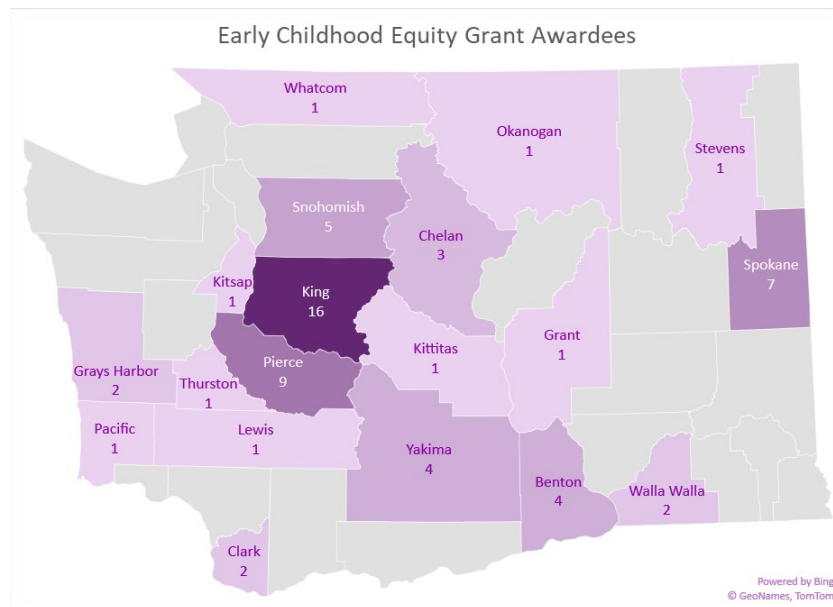 Early Childhood Equity Grant Awardees
Whatcom
1
Okanogan
1
Stevens
1
Snohomish
5
Chelan
3
Spokane
7
Kitsap
1
King
16
Kittitas
1
Grant
1
Pierce
9
Grays Harbor
2
Thurston
1
Pacific
1
Lewis
1
Yakima
4
Benton
4
Walla Walla
2
Clark
2
Powered by Bing
© GeoNames, TomTom